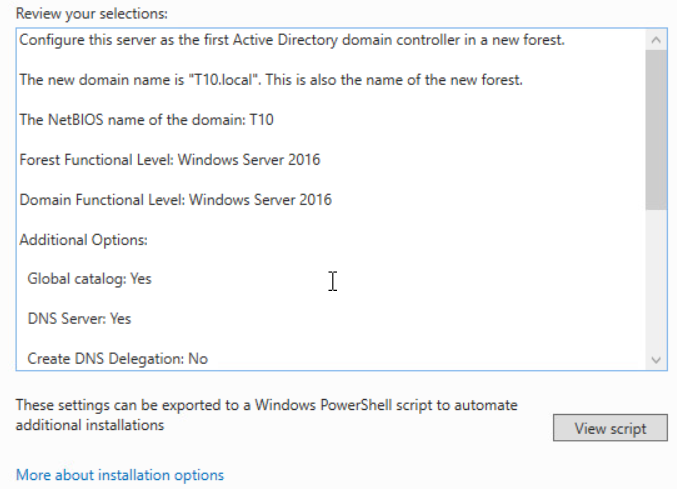 Review your selections:
Configure this server as the first Active Directory domain controller in a new forest.
The new domain name is "T10.local". This is also the name of the new forest.
The NetBIOS name of the domain: T10
Forest Functional Level: Windows Server 2016
Domain Functional Level: Windows Server 2016
Additional Options:
Global catalog: Yes
DNS Server: Yes
Create DNS Delegation: No
These settings can be exported to a Windows PowerShell script to automate
additional installations
View script
More about installation options